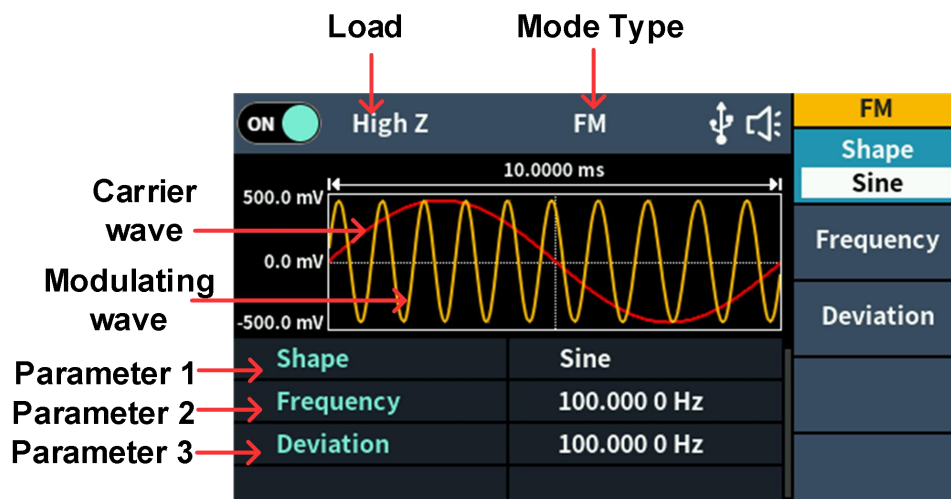 Load
Mode Type
ON
High Z
FM
FM
Shape
Sine
Frequency
Deviation
10.0000 ms
500.0 mV
0.0 mV
-500.0 mV
Carrier
wave
Modulating
wave
Parameter 1
Shape
Sine
Parameter 2
Frequency
100.000 0 Hz
Parameter 3
Deviation
100.000 0 Hz